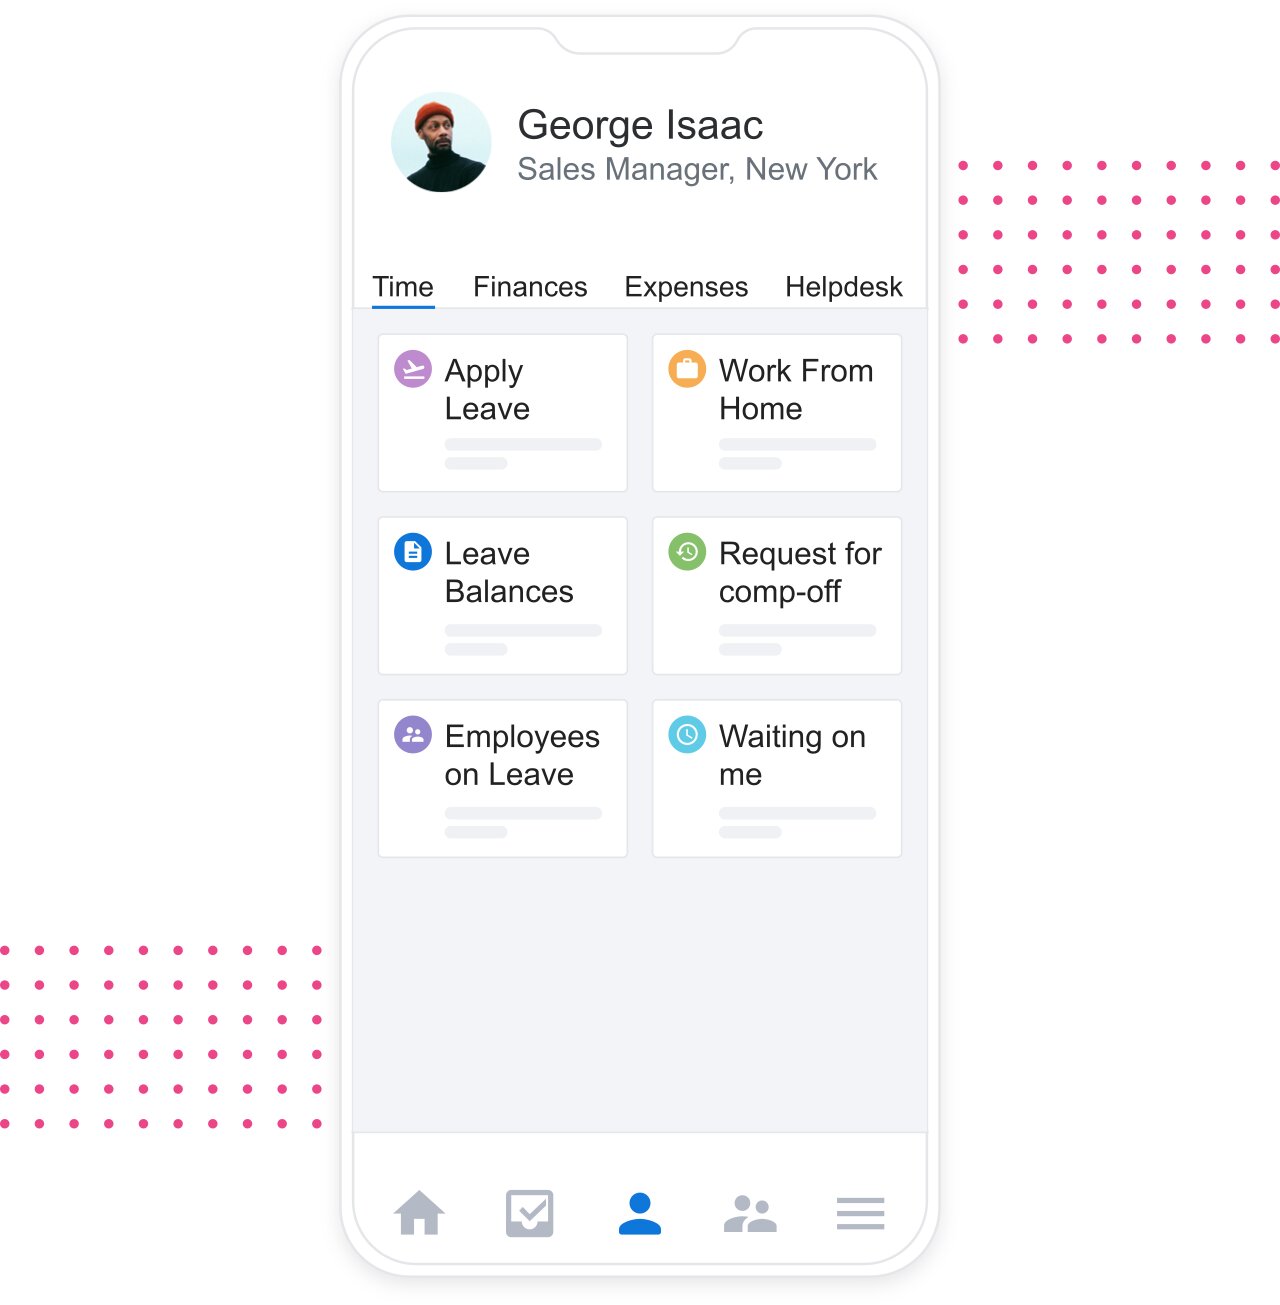 George Isaac
Sales Manager, New York
Time Finances Expenses Helpdesk
Apply
Leave
Work From
Home
Leave
Balances
Request for
comp-off
Employees
on Leave
Waiting on
me